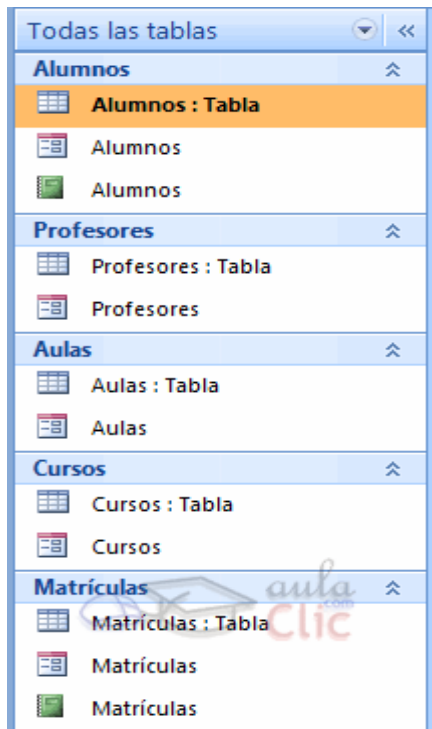 Todas las tablas
Alumnos
Alumnos : Tabla
Alumnos
Alumnos
Profesores
Profesores : Tabla
Profesores
Aulas
Aulas : Tabla
Aulas
Cursos
Cursos : Tabla
Cursos
Matrículas
aula
.com
Clic
Matrículas : Tabla
Matrículas
Matrículas